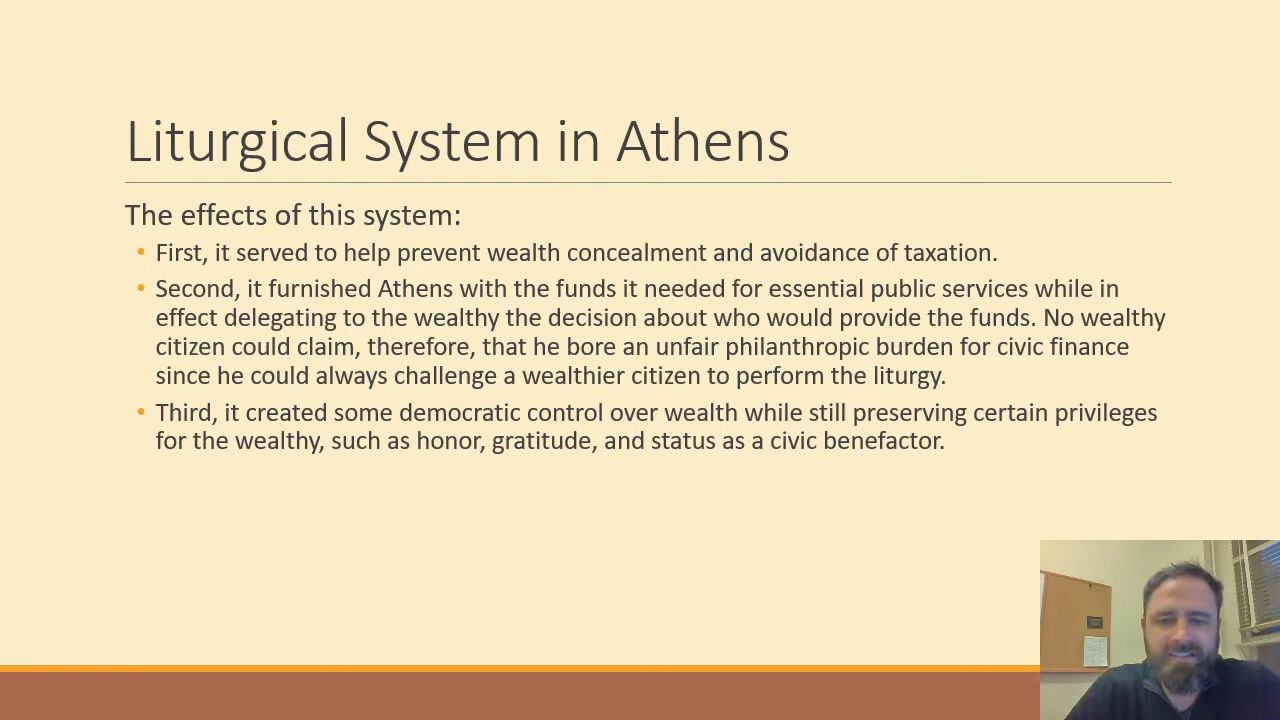 Liturgical System in Athens
The effects of this system:
• First, it served to help prevent wealth concealment and avoidance of taxation.
• Second, it furnished Athens with the funds it needed for essential public services while in
effect delegating to the wealthy the decision about who would provide the funds. No wealthy
citizen could claim, therefore, that he bore an unfair philanthropic burden for civic finance
since he could always challenge a wealthier citizen to perform the liturgy.
• Third, it created some democratic control over wealth while still preserving certain privileges
for the wealthy, such as honor, gratitude, and status as a civic benefactor.